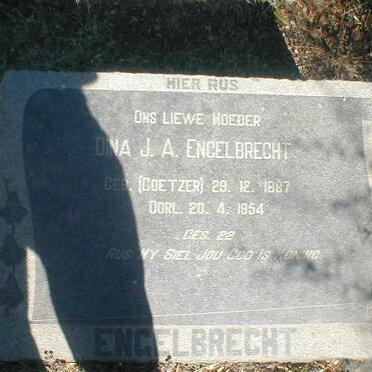 HIER RUS
ONS LIEWE MOEDER
DINA J. A. ENGELBRECHT
GEB. (COETZER) 29. 12. 1887
OORL. 20. 4. 1954
GES. 22
RUS MY SIEL JOU GOD IS KONING
ENGELBRECHT